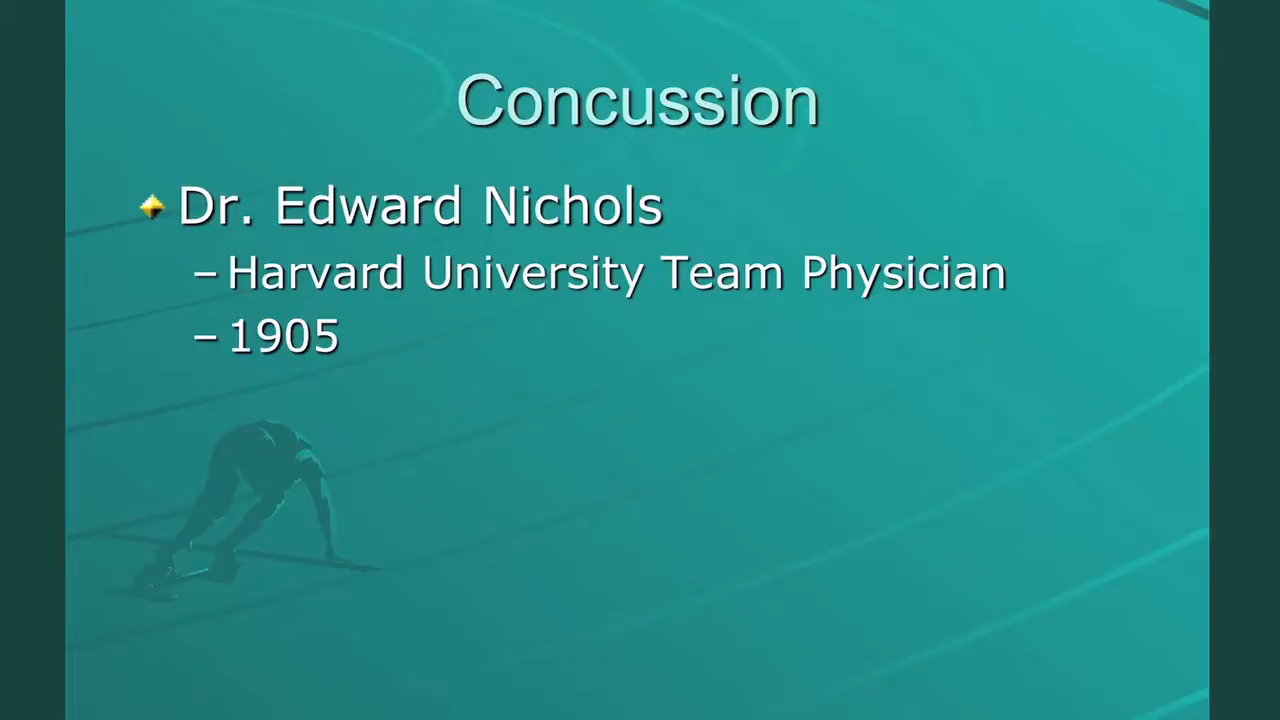 Concussion
Dr. Edward Nichols
– Harvard University Team Physician
– 1905